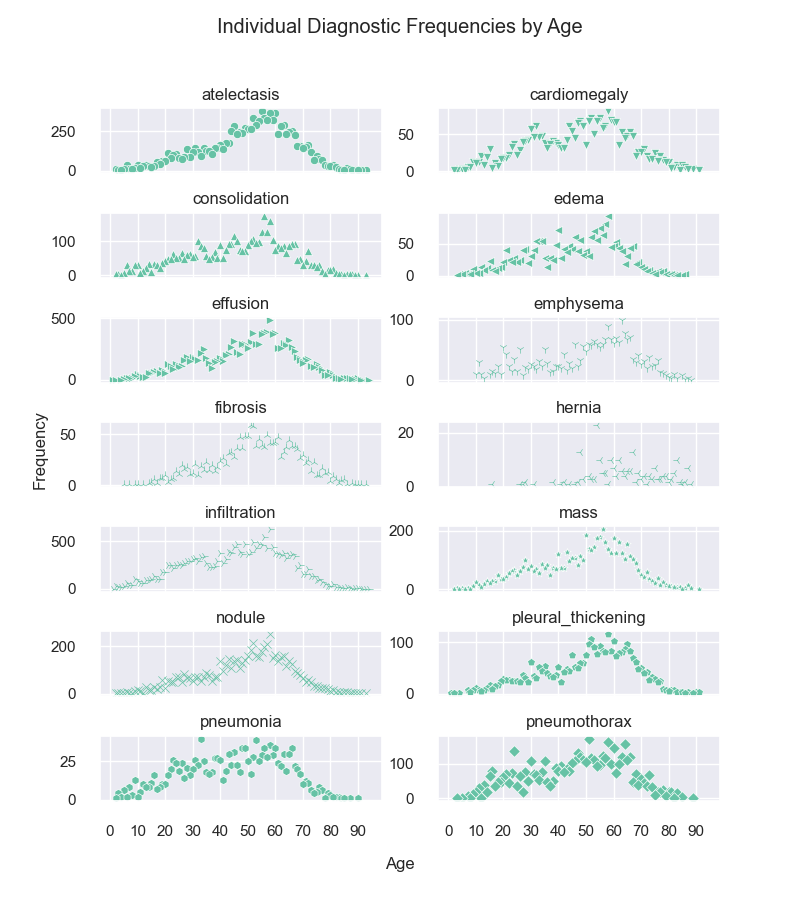 Individual Diagnostic Frequencies by Age
atelectasis
250
0
cardiomegaly
50
0
consolidation
100
0
edema
50
0
effusion
500
0
emphysema
100
0
fibrosis
50
0
hernia
20
0
infiltration
500
0
mass
200
0
nodule
200
0
pleural_thickening
100
0
pneumonia
25
0
pneumothorax
100
0
0 10 20 30 40 50 60 70 80 90
0 10 20 30 40 50 60 70 80 90
Frequency
Age